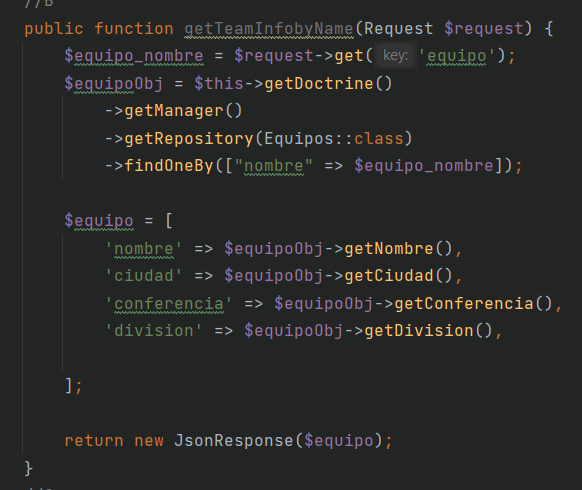 //B
public function getTeamInfobyName(Request $request) {
    $equipo_nombre = $request->get( key: 'equipo');
    $equipoObj = $this->getDoctrine()
        ->getManager()
        ->getRepository(Equipos::class)
        ->findOneBy(["nombre" => $equipo_nombre]);
    $equipo = [
        'nombre' => $equipoObj->getNombre(),
        'ciudad' => $equipoObj->getCiudad(),
        'conferencia' => $equipoObj->getConferencia(),
        'division' => $equipoObj->getDivision(),
    ];
    return new JsonResponse($equipo);
}